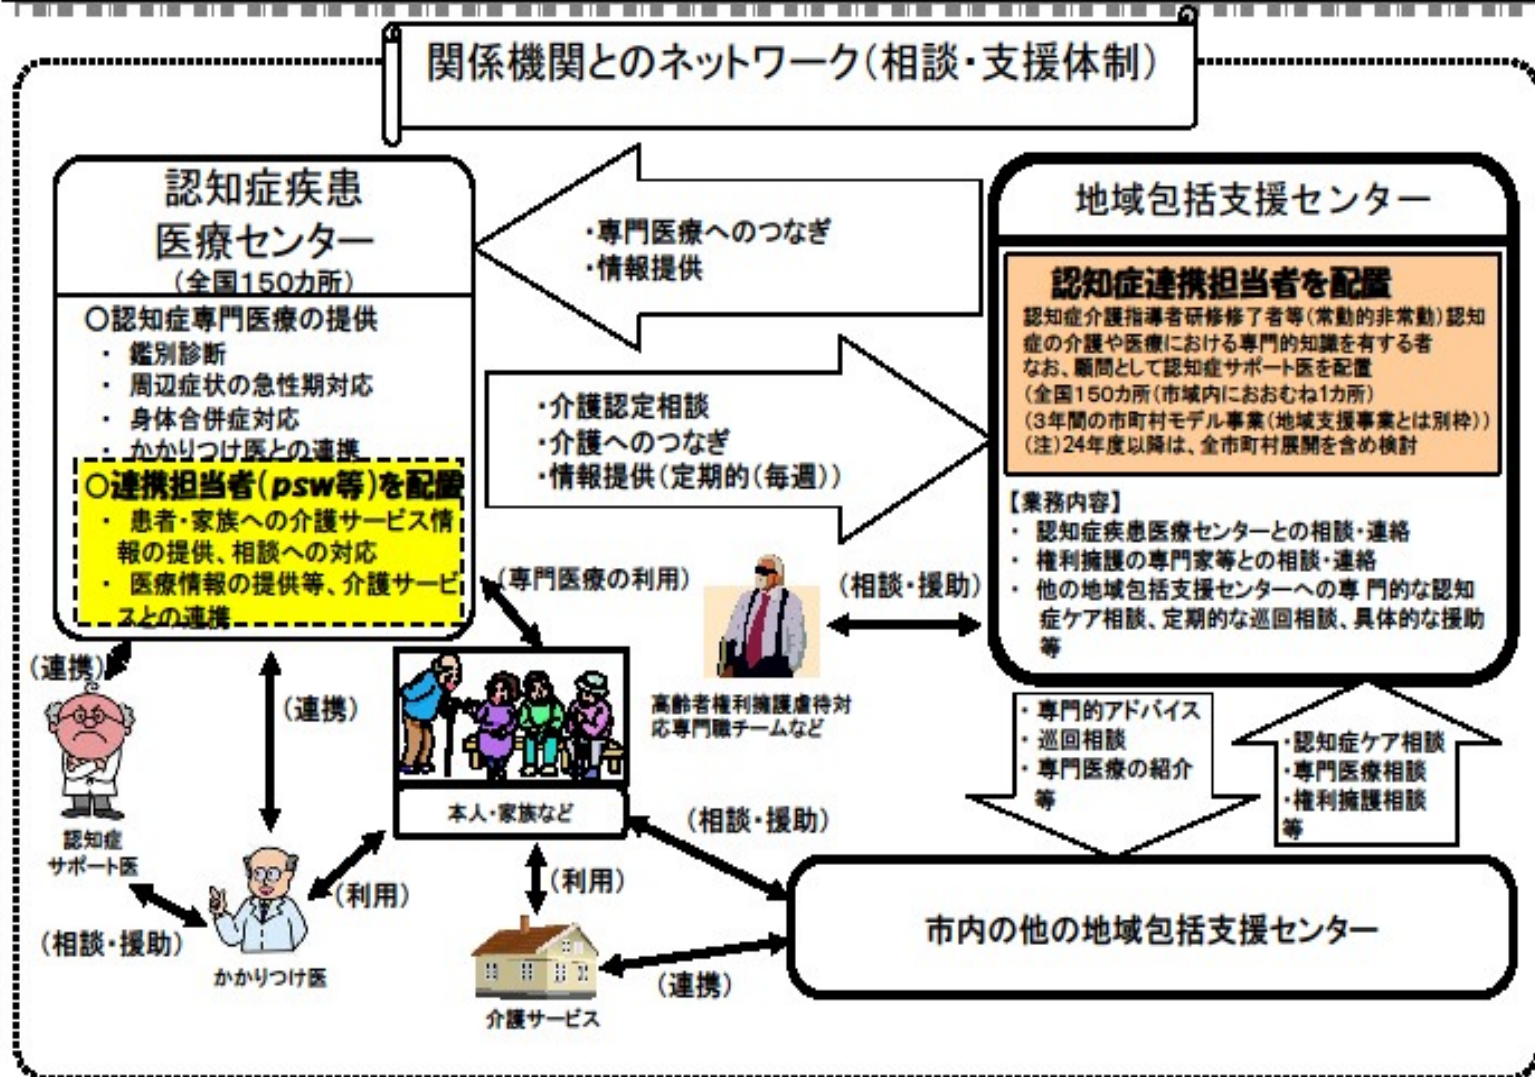 関係機関とのネットワーク（相談・支援体制）
認知症疾患
医療センター
（全国150カ所）
○認知症専門医療の提供
・ 鑑別診断
・ 周辺症状の急性期対応
・ 身体合併症対応
・ かかりつけ医との連携
○連携担当者（psw等）を配置
・ 患者・家族への介護サービス情
報の提供、相談への対応
・ 医療情報の提供等、介護サービ
スとの連携
・専門医療へのつなぎ
・情報提供
・介護認定相談
・介護へのつなぎ
・情報提供（定期的（毎週））
地域包括支援センター
認知症連携担当者を配置
認知症介護指導者研修修了者等（常勤的非常勤）認知
症の介護や医療における専門的知識を有する者
なお、顧問として認知症サポート医を配置
（全国150カ所（市域内におおむね1カ所）
（3年間の市町村モデル事業（地域支援事業とは別枠））
（注）24年度以降は、全市町村展開を含め検討
【業務内容】
・ 認知症疾患医療センターとの相談・連絡
・ 権利擁護の専門家等との相談・連絡
・ 他の地域包括支援センターへの専 門的な認知
症ケア相談、定期的な巡回相談、具体的な援助
等
（専門医療の利用）
（相談・援助）
高齢者権利擁護虐待対
応専門職チームなど
（連携）
（連携）
認知症
サポート医
（相談・援助）
かかりつけ医
（利用）
本人・家族など
（利用）
介護サービス
（相談・援助）
（連携）
・ 専門的アドバイス
・ 巡回相談
・ 専門医療の紹介
等
・認知症ケア相談
・専門医療相談
・権利擁護相談
等
市内の他の地域包括支援センター